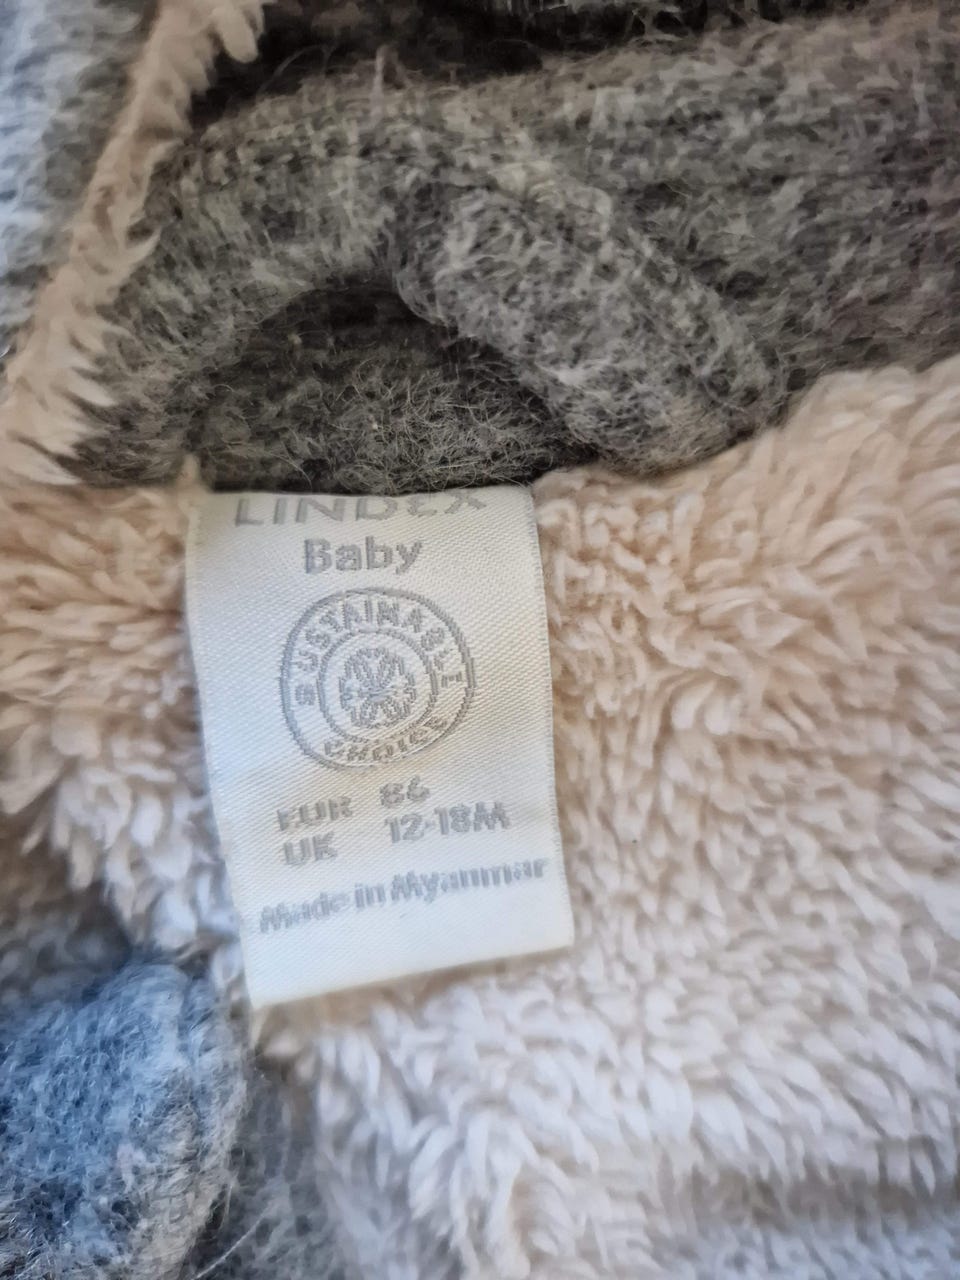 LINDEX
Baby
SUSTAINABLE
CHOICE
EUR 86
UK 12-18M
Made in Myanmar